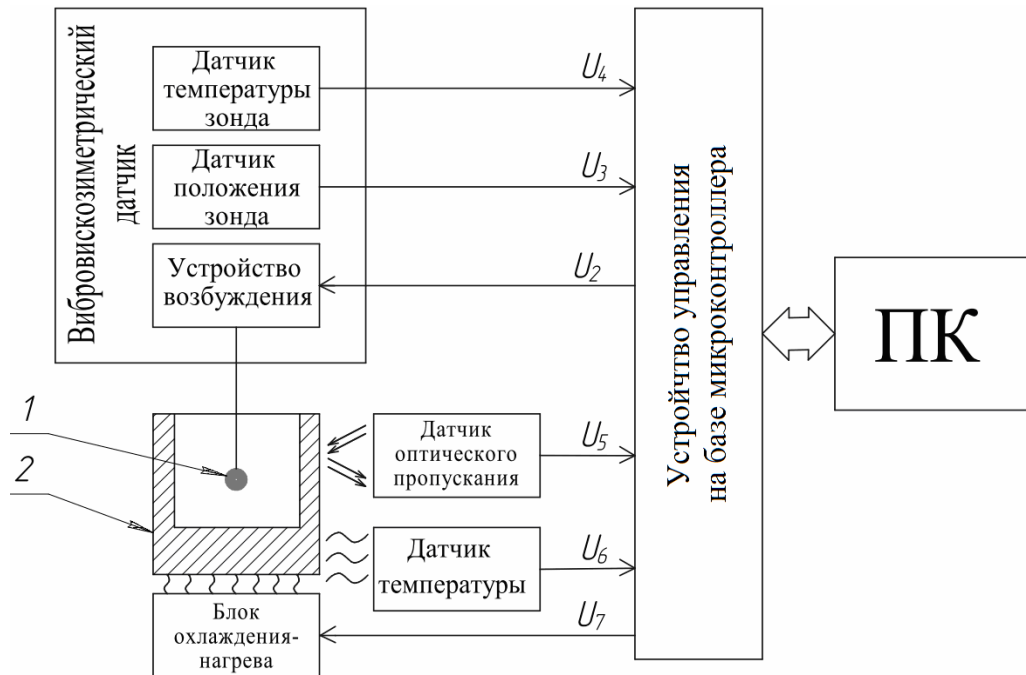 Вибровискозиметрический
датчик
Датчик
температуры
зонда
Датчик
положения
зонда
Устройство
возбуждения
U4
U3
U2
Устройчтво управления
на базе микроконтроллера
ПК
1
2
Датчик
оптического
пропускания
U5
Датчик
температуры
U6
Блок
охлаждения-
нагрева
U7